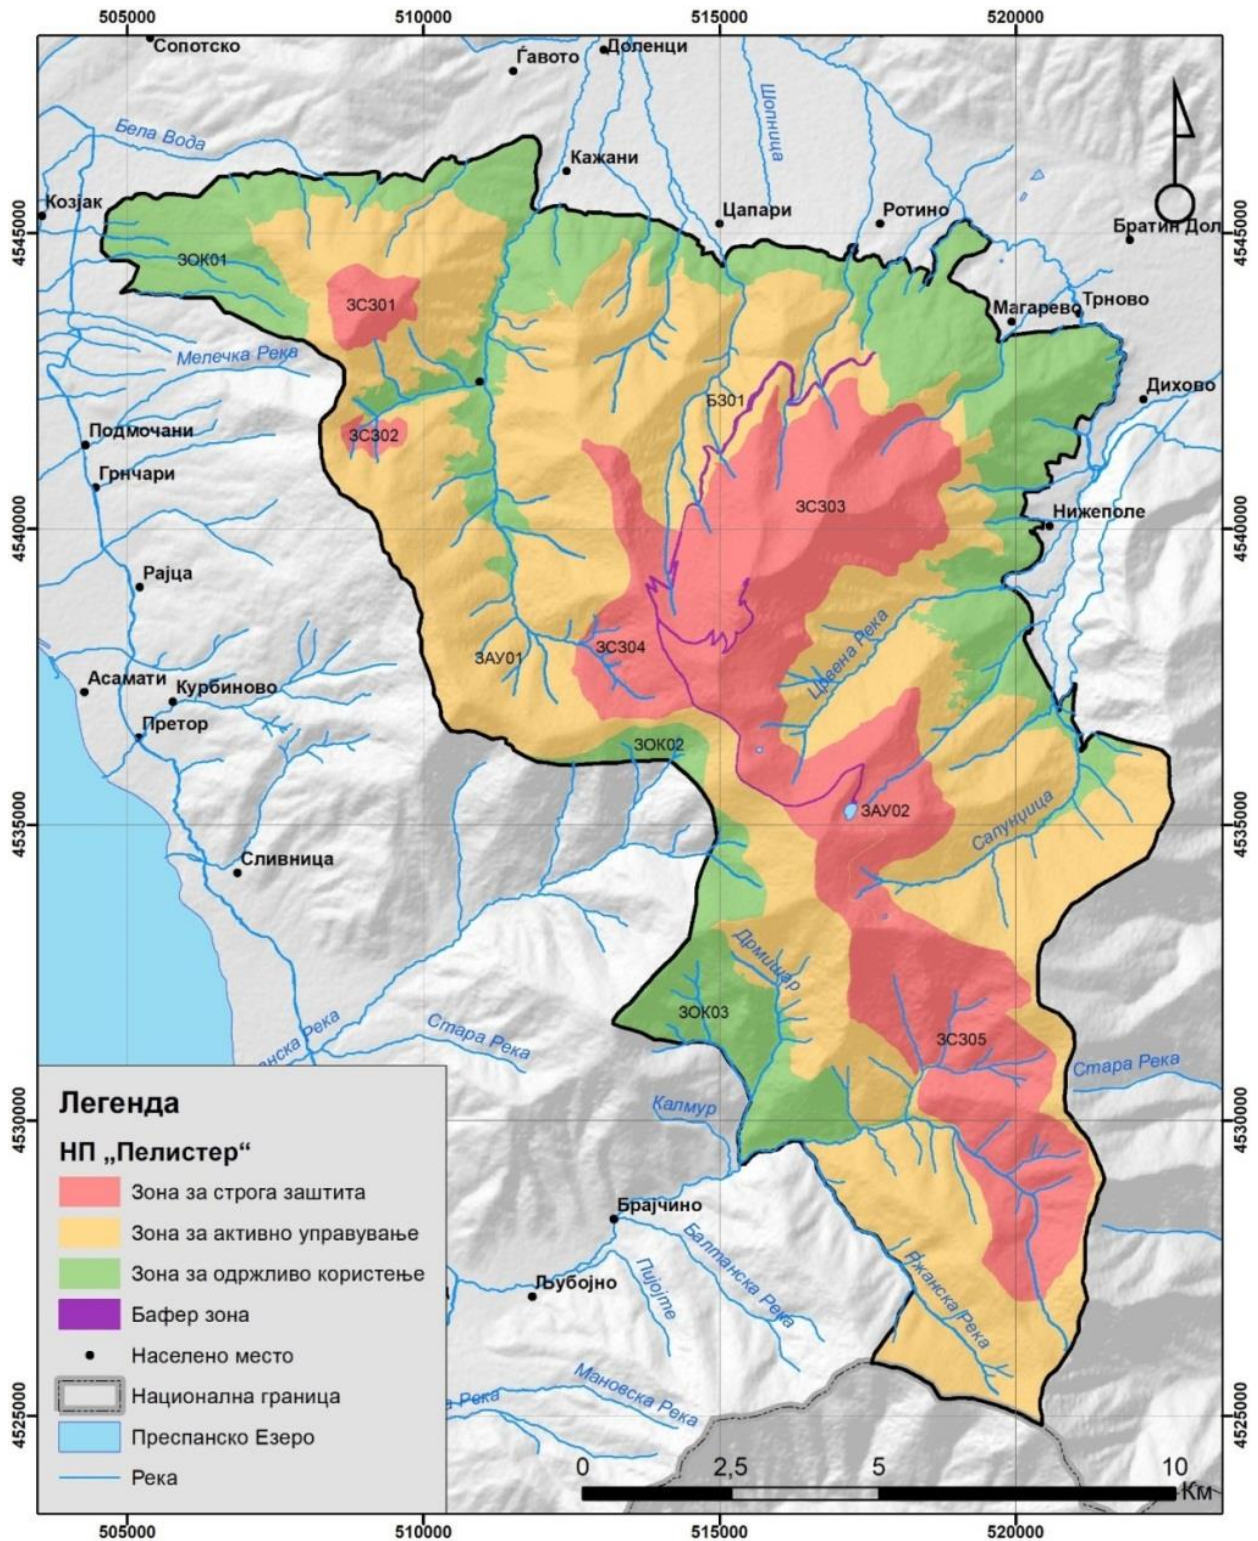 505000
510000
515000
520000
Сопотско
Ѓавото
Доленци
Шопница
Бела Вода
Кажани
Козјак
Цапари
Ротино
Братин Дол
4545000
4545000
ЗОК01
ЗСЗ01
Магарево
Трново
Мелечка Река
Дихово
БЗ01
ЗСЗ02
Подмочани
Грнчари
ЗСЗ03
Нижеполе
4540000
4540000
Рајца
ЗСЗ04
ЗАУ01
Црвена Река
Асамати
Курбиново
Претор
ЗОК02
ЗАУ02
Сапунџица
4535000
4535000
Сливница
Дрмишар
ЗОК03
Стара Река
анска Река
ЗСЗ05
Стара Река
Калмур
4530000
4530000
Брајчино
Балтанска Река
Пијојте
Љубојно
Ржанска Река
Мановска Река
а Река
4525000
4525000
Легенда
НП „Пелистер“
Зона за строга заштита
Зона за активно управување
Зона за одржливо користење
Бафер зона
Населено место
Национална граница
Преспанско Езеро
Река
0 2,5 5 10
Км
505000
510000
515000
520000